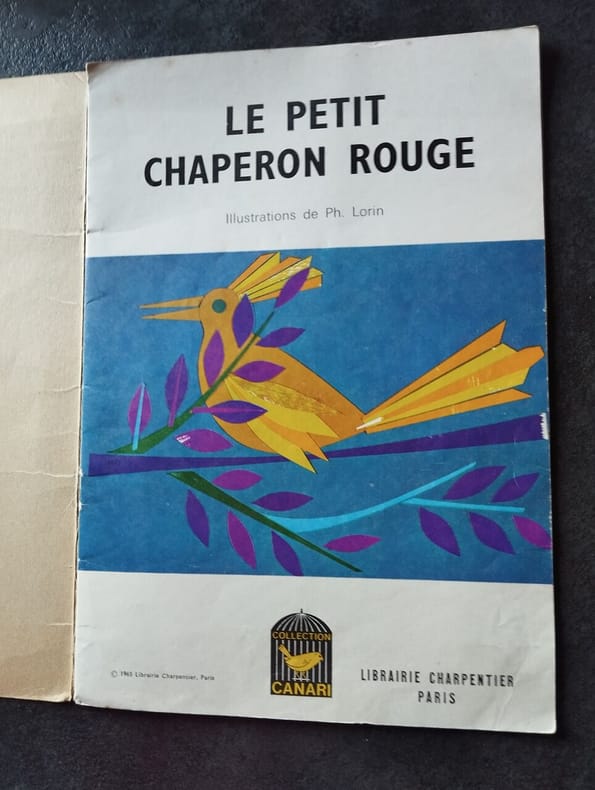 LE PETIT
CHAPERON ROUGE
Illustrations de Ph. Lorin
COLLECTION
CANARI
© 1965 Librairie Charpentier, Paris
LIBRAIRIE CHARPENTIER
PARIS